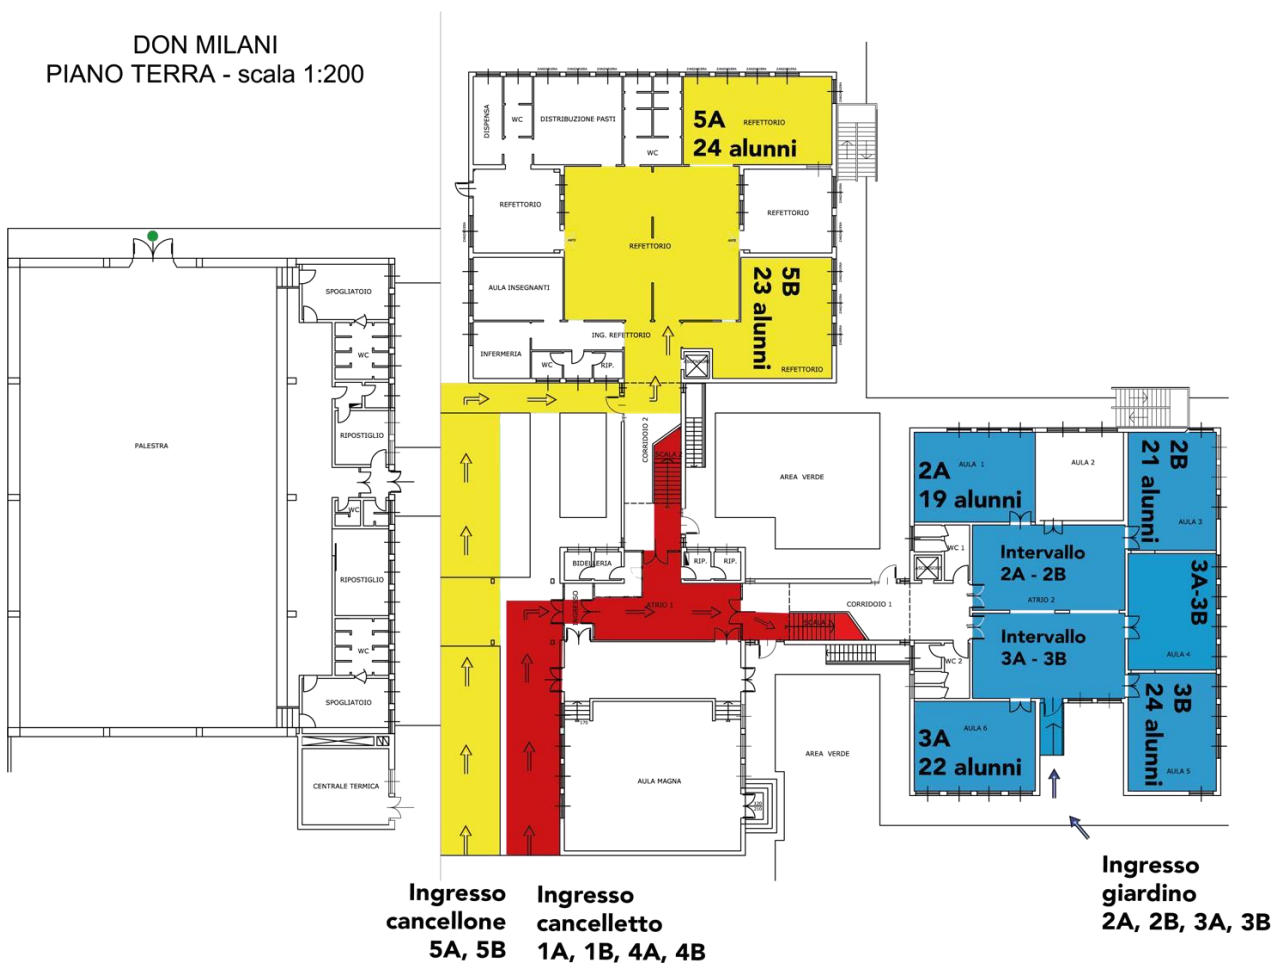 DON MILANI
PIANO TERRA - scala 1:200
DISPENSA
WC
DISTRIBUZIONE PASTI
WC
5A
24 alunni
REFETTORIO
REFETTORIO
REFETTORIO
REFETTORIO
AULA INSEGNANTI
5B
23 alunni
REFETTORIO
ING. REFETTORIO
INFERMERIA
WC
RIP.
SPOGLIATOIO
WC
RIPOSTIGLIO
PALESTRA
WC
RIPOSTIGLIO
WC
SPOGLIATOIO
CENTRALE TERMICA
CORRIDOIO 2
SCALA 2
AREA VERDE
BIDELLERIA
RIP.
RIP.
INGRESSO
ATRIO 1
CORRIDOIO 1
AULA MAGNA
170
120
210
AREA VERDE
2A
19 alunni
AULA 1
AULA 2
2B
21 alunni
AULA 3
WC 1
Intervallo
2A - 2B
ATRIO 2
3A-3B
AULA 4
Intervallo
3A - 3B
WC 2
3A
22 alunni
AULA 6
3B
24 alunni
AULA 5
Ingresso
cancellone
5A, 5B
Ingresso
cancelletto
1A, 1B, 4A, 4B
Ingresso
giardino
2A, 2B, 3A, 3B